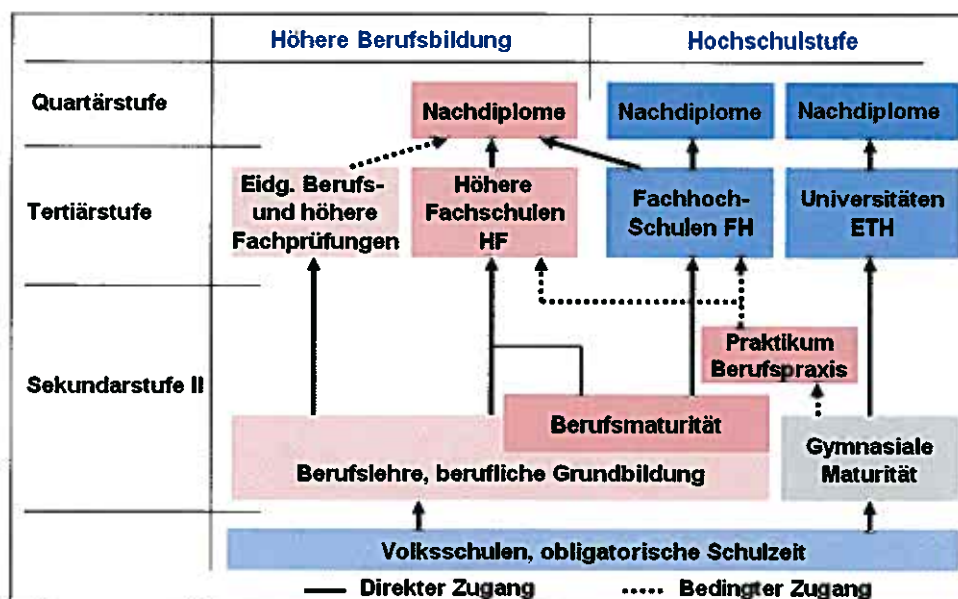 Höhere Berufsbildung
Hochschulstufe
Quartärstufe
Nachdiplome
Nachdiplome
Nachdiplome
Tertiärstufe
Eidg. Berufs-
und höhere
Fachprüfungen
Höhere
Fachschulen
HF
Fachhoch-
Schulen FH
Universitäten
ETH
Sekundarstufe II
Praktikum
Berufspraxis
Berufsmaturität
Berufslehre, berufliche Grundbildung
Gymnasiale
Maturität
Volksschulen, obligatorische Schulzeit
Direkter Zugang
Bedingter Zugang